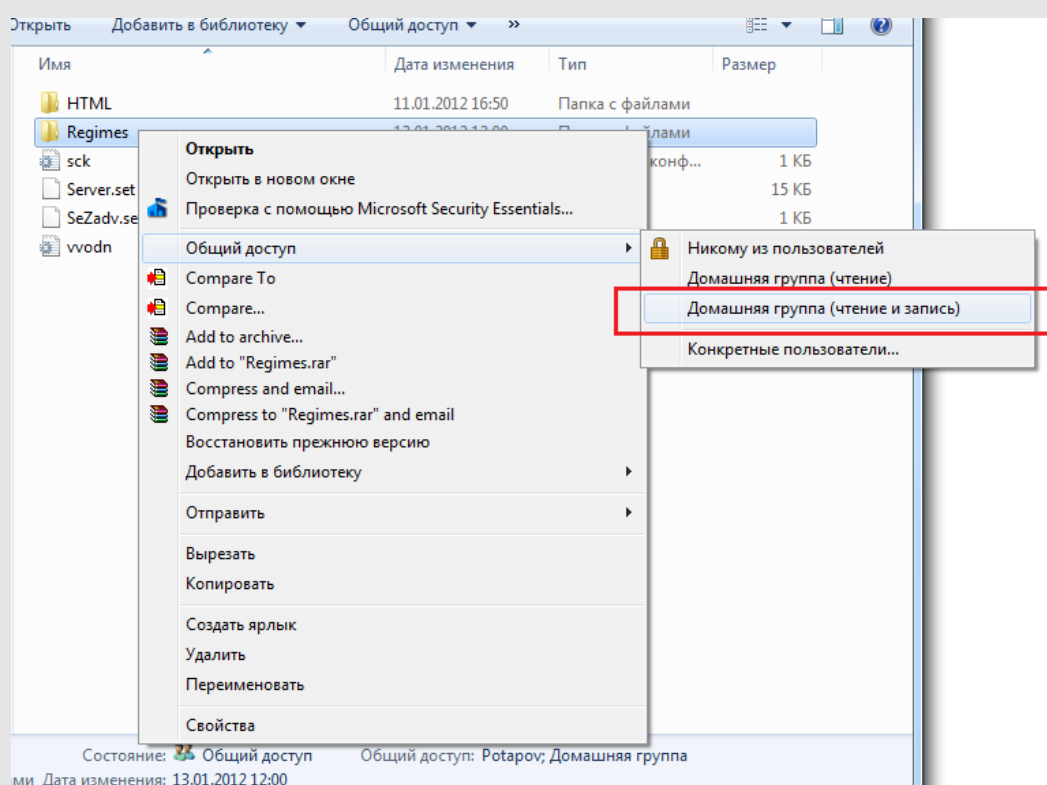 Открыть Добавить в библиотеку Общий доступ »
Имя Дата изменения Тип Размер
HTML 11.01.2012 16:50 Папка с файлами
Regimes
sck конф... 1 КБ
Server.set 15 КБ
SeZadv.se 1 КБ
vvodn
Открыть
Открыть в новом окне
Проверка с помощью Microsoft Security Essentials...
Общий доступ
Compare To
Compare...
Add to archive...
Add to "Regimes.rar"
Compress and email...
Compress to "Regimes.rar" and email
Восстановить прежнюю версию
Добавить в библиотеку
Отправить
Вырезать
Копировать
Создать ярлык
Удалить
Переименовать
Свойства
Никому из пользователей
Домашняя группа (чтение)
Домашняя группа (чтение и запись)
Конкретные пользователи...
Состояние: Общий доступ Общий доступ: Potapov; Домашняя группа
ми Дата изменения: 13.01.2012 12:00